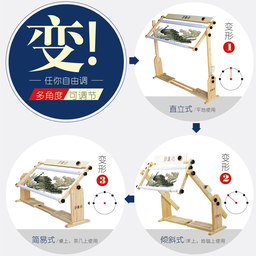 变!
任你自由调
多角度 可调节
变形
1
直立式(平地使用)
变形
3
变形
2
简易式(桌上、茶几上使用)
倾斜式(床上、沙发上使用)